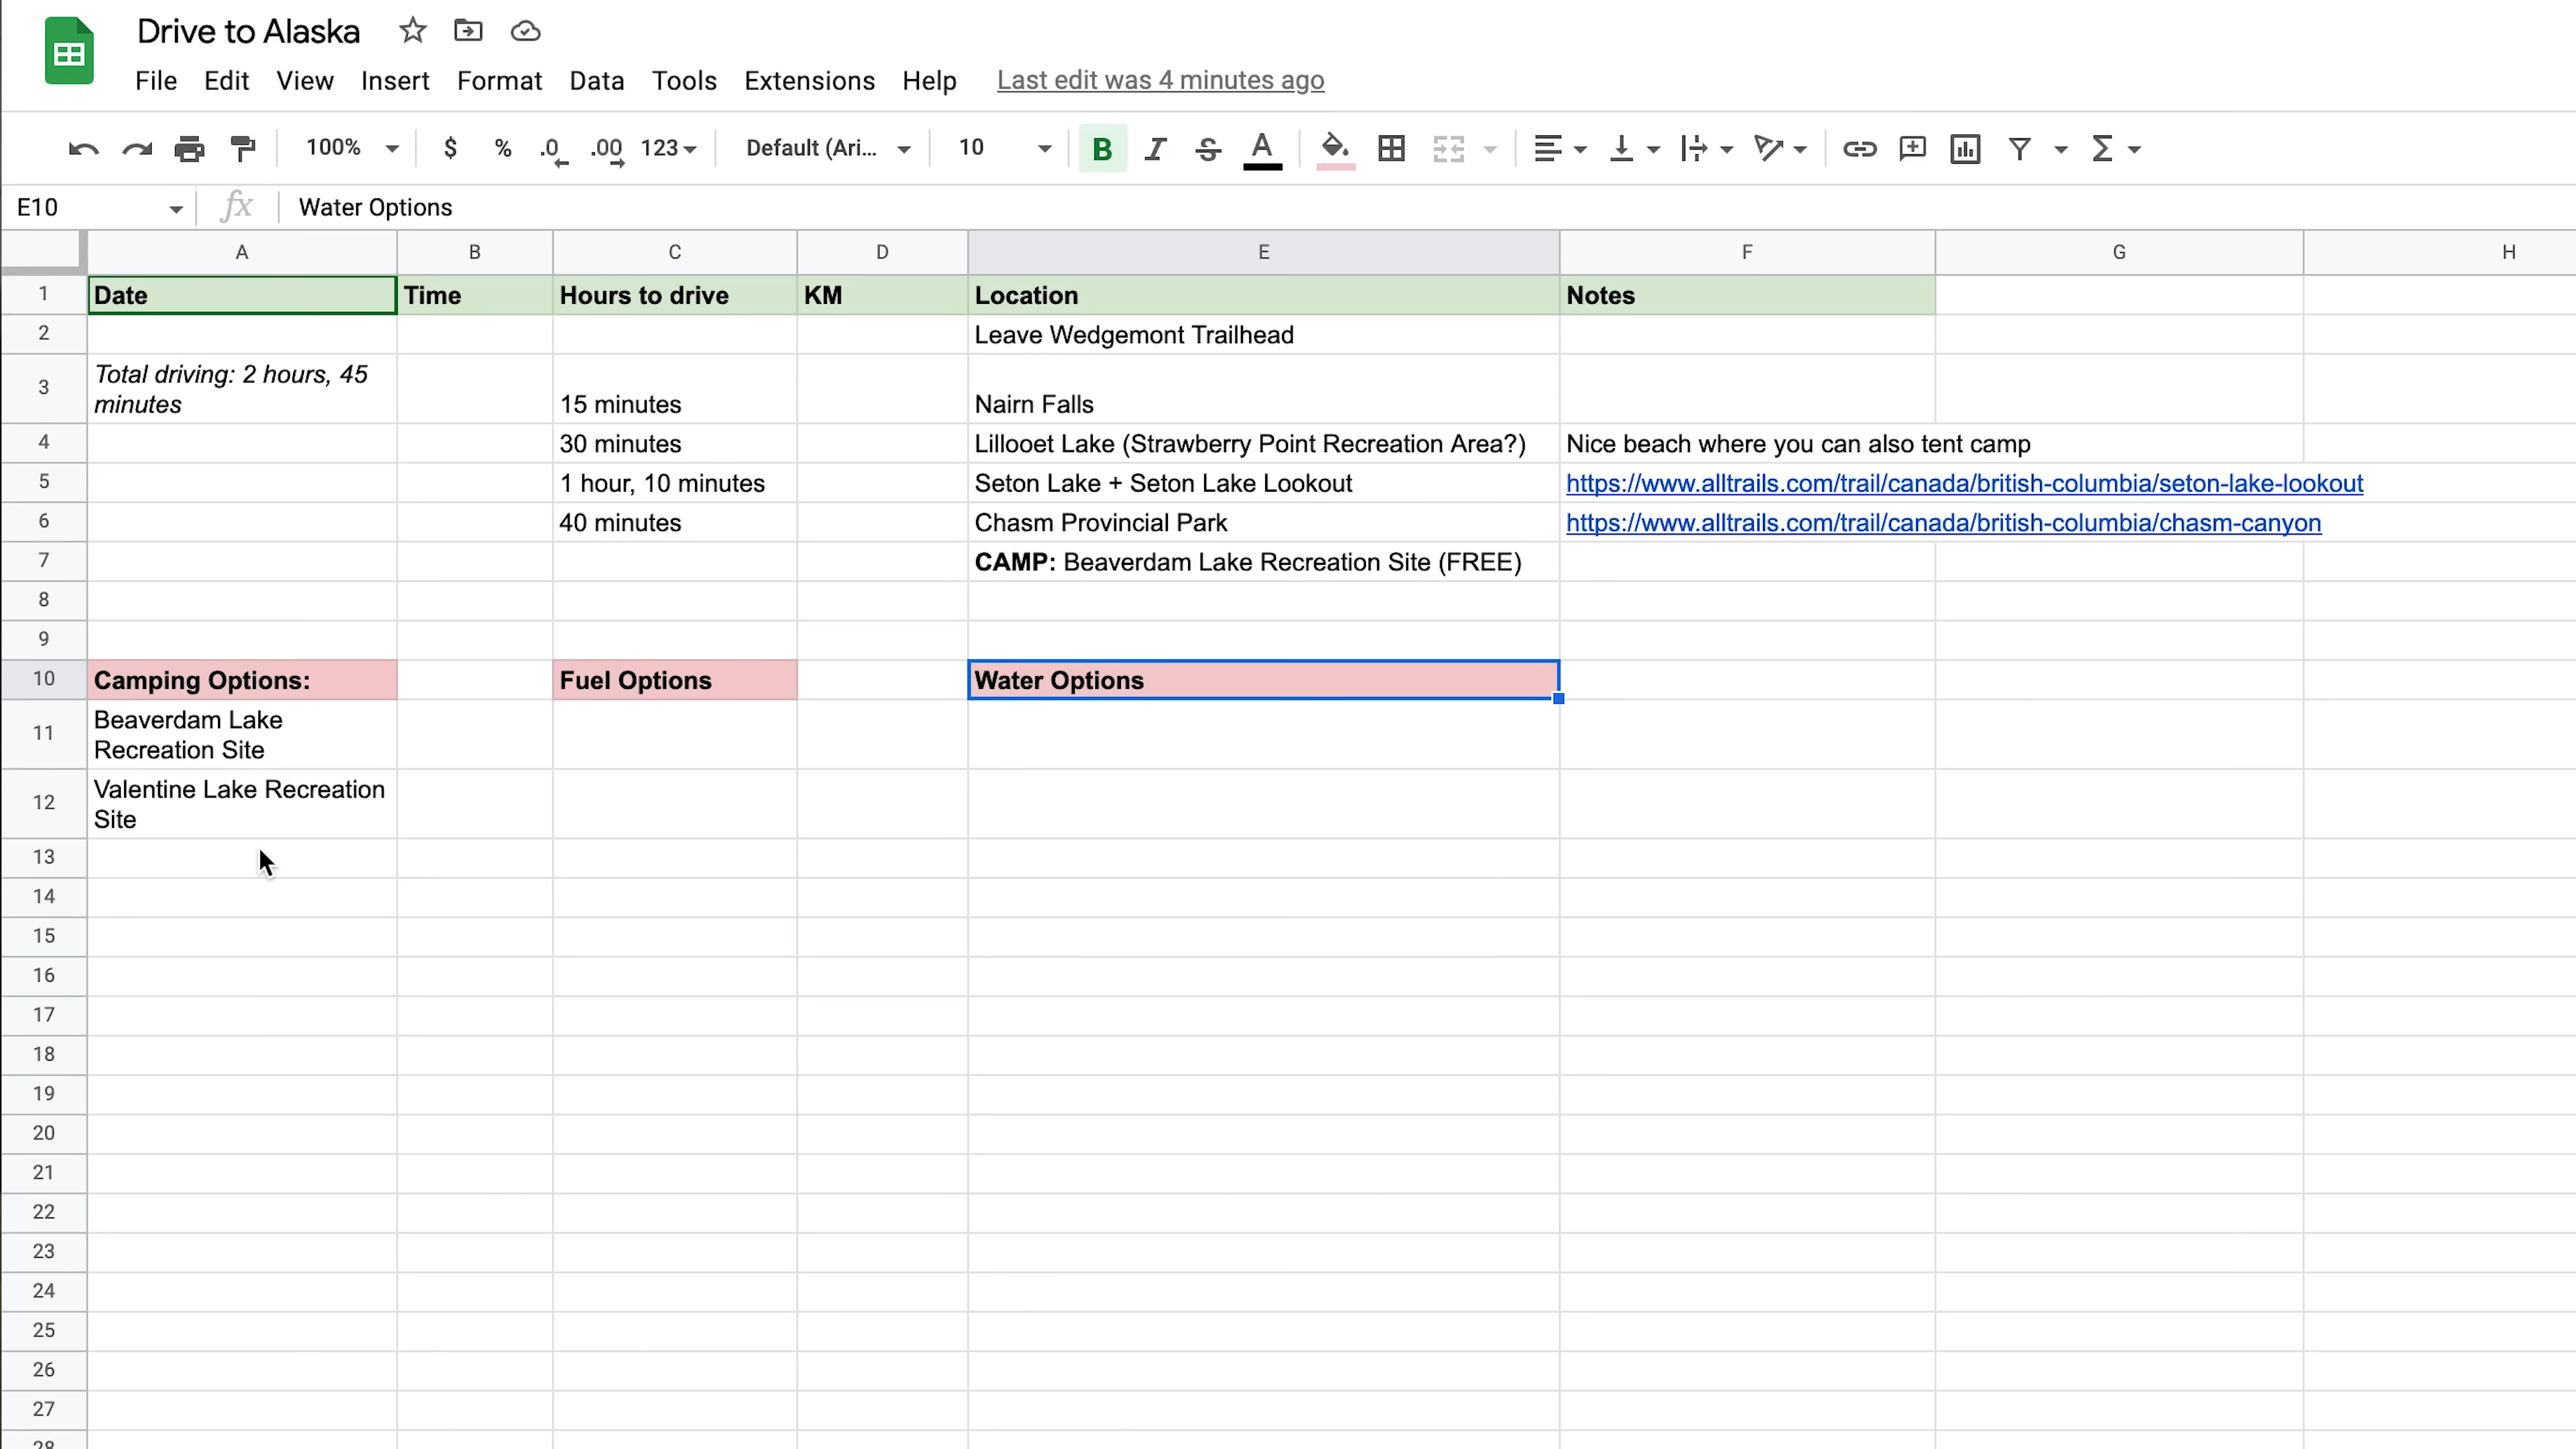 Drive to Alaska
File Edit View Insert Format Data Tools Extensions Help Last edit was 4 minutes ago
100% $ % .0 .00 123 Default (Ari... 10 B I S A
E10 fx Water Options
A B C D E F G H
1 Date Time Hours to drive KM Location Notes
2 Leave Wedgemont Trailhead
3 Total driving: 2 hours, 45
minutes 15 minutes Nairn Falls
4 30 minutes Lillooet Lake (Strawberry Point Recreation Area?) Nice beach where you can also tent camp
5 1 hour, 10 minutes Seton Lake + Seton Lake Lookout https://www.alltrails.com/trail/canada/british-columbia/seton-lake-lookout
6 40 minutes Chasm Provincial Park https://www.alltrails.com/trail/canada/british-columbia/chasm-canyon
7 CAMP: Beaverdam Lake Recreation Site (FREE)
8
9
10 Camping Options: Fuel Options Water Options
11 Beaverdam Lake
Recreation Site
12 Valentine Lake Recreation
Site
13
14
15
16
17
18
19
20
21
22
23
24
25
26
27
28